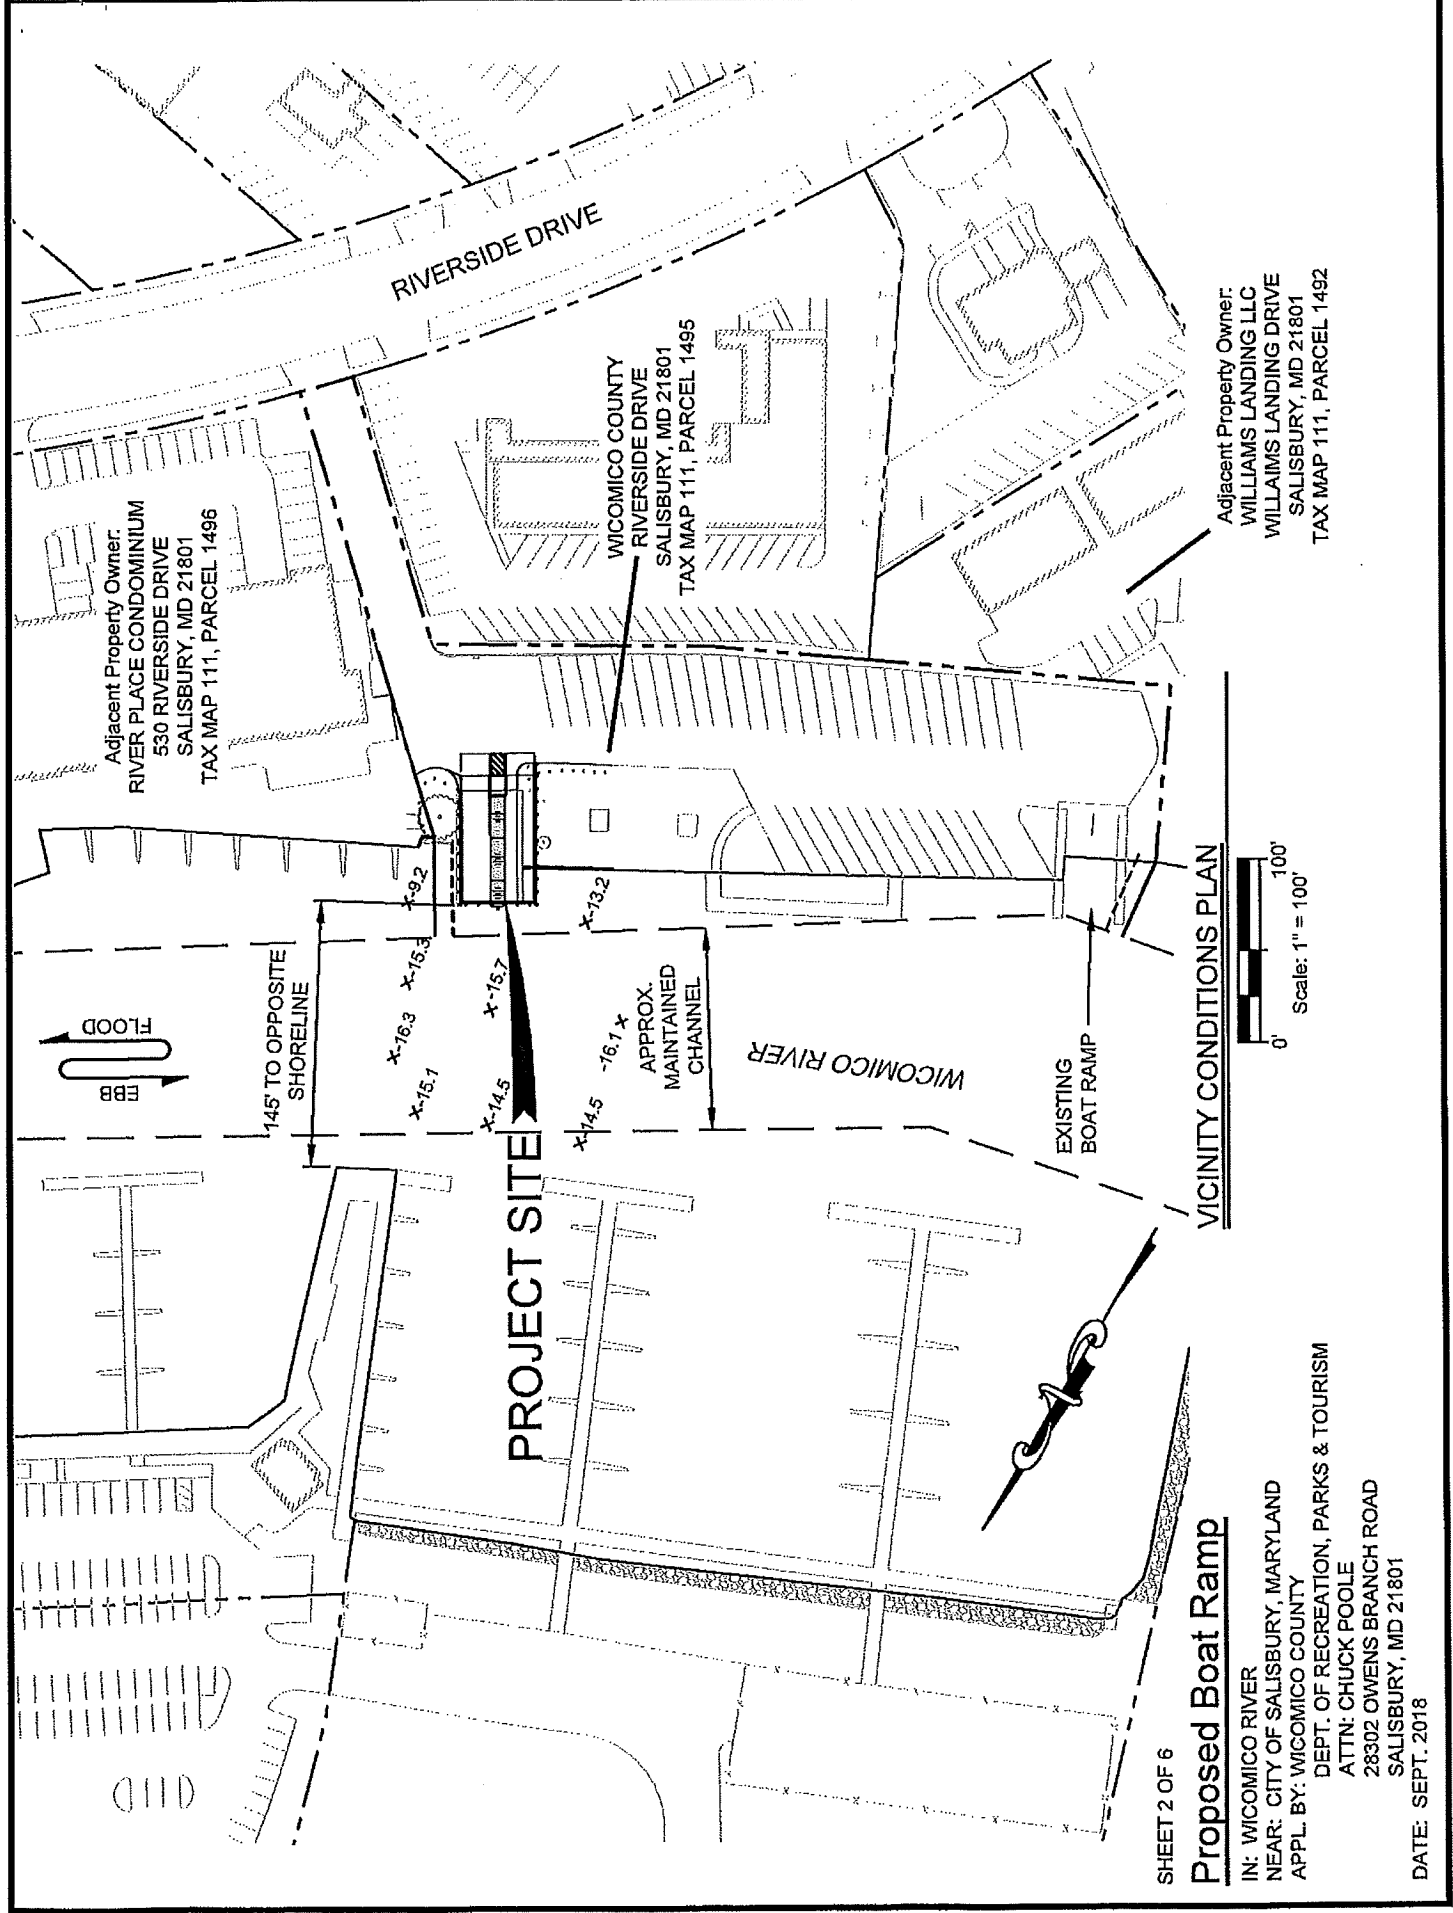 Adjacent Property Owner:
RIVER PLACE CONDOMINIUM
530 RIVERSIDE DRIVE
SALISBURY, MD 21801
TAX MAP 111, PARCEL 1496
RIVERSIDE DRIVE
WICOMICO COUNTY
RIVERSIDE DRIVE
SALISBURY, MD 21801
TAX MAP 111, PARCEL 1495
Adjacent Property Owner:
WILLIAMS LANDING LLC
WILLAIMS LANDING DRIVE
SALISBURY, MD 21801
TAX MAP 111, PARCEL 1492
EBB
FLOOD
145' TO OPPOSITE
SHORELINE
x-9.2
x-15.3
x-16.3
x-15.1
x-15.7
x-14.5
x-13.2
-16.1 x
x-14.5
PROJECT SITE
APPROX.
MAINTAINED
CHANNEL
WICOMICO RIVER
EXISTING
BOAT RAMP
VICINITY CONDITIONS PLAN
0'
100'
Scale: 1" = 100'
SHEET 2 OF 6
Proposed Boat Ramp
IN: WICOMICO RIVER
NEAR: CITY OF SALISBURY, MARYLAND
APPL. BY: WICOMICO COUNTY
DEPT. OF RECREATION, PARKS & TOURISM
ATTN: CHUCK POOLE
28302 OWENS BRANCH ROAD
SALISBURY, MD 21801
DATE: SEPT. 2018